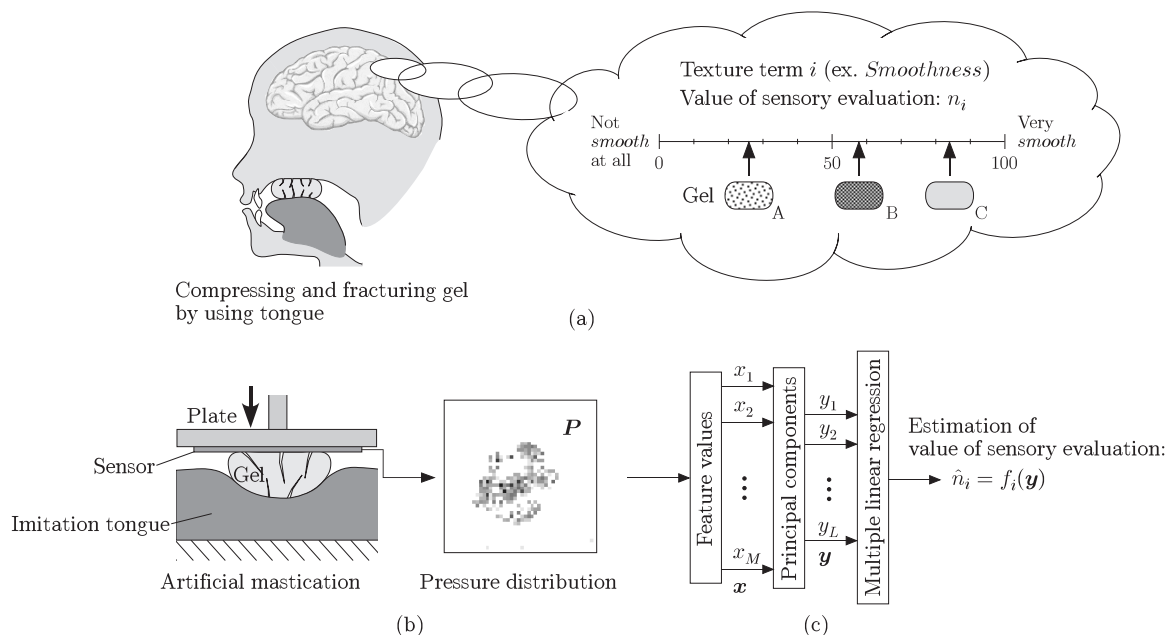 Texture term i (ex. Smoothness)
Value of sensory evaluation: n_i
Not
smooth
at all
Very
smooth
0
50
100
Gel
A
B
C
Compressing and fracturing gel
by using tongue
(a)
Plate
Sensor
Gel
Imitation tongue
Artificial mastication
P
Pressure distribution
(b)
Feature values
x_1
x_2
⋮
x_M
x
Principal components
y_1
y_2
⋮
y_L
y
Multiple linear regression
Estimation of
value of sensory evaluation:
n̂_i = f_i(y)
(c)